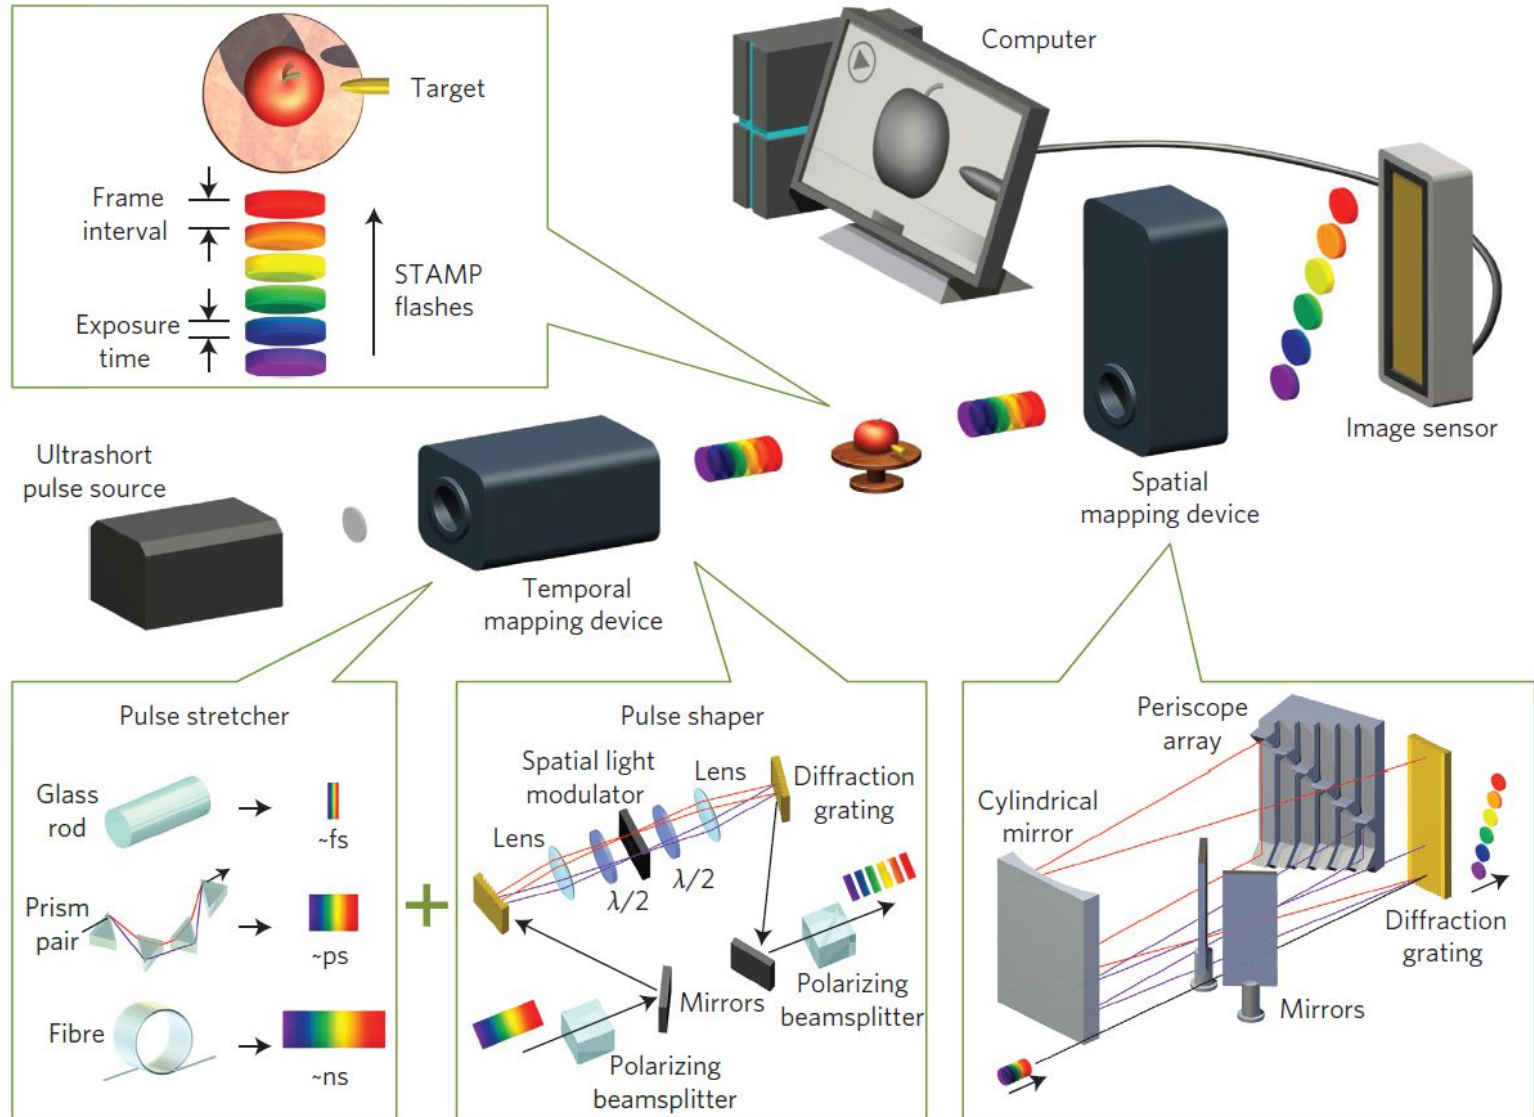 Target
Frame
interval
STAMP
flashes
Exposure
time
Computer
Image sensor
Ultrashort
pulse source
Temporal
mapping device
Spatial
mapping device
Pulse stretcher
Glass
rod
~fs
Prism
pair
~ps
Fibre
~ns
Pulse shaper
Spatial light
modulator
Lens
Diffraction
grating
Lens
λ/2
λ/2
Mirrors
Polarizing
beamsplitter
Polarizing
beamsplitter
Periscope
array
Cylindrical
mirror
Diffraction
grating
Mirrors